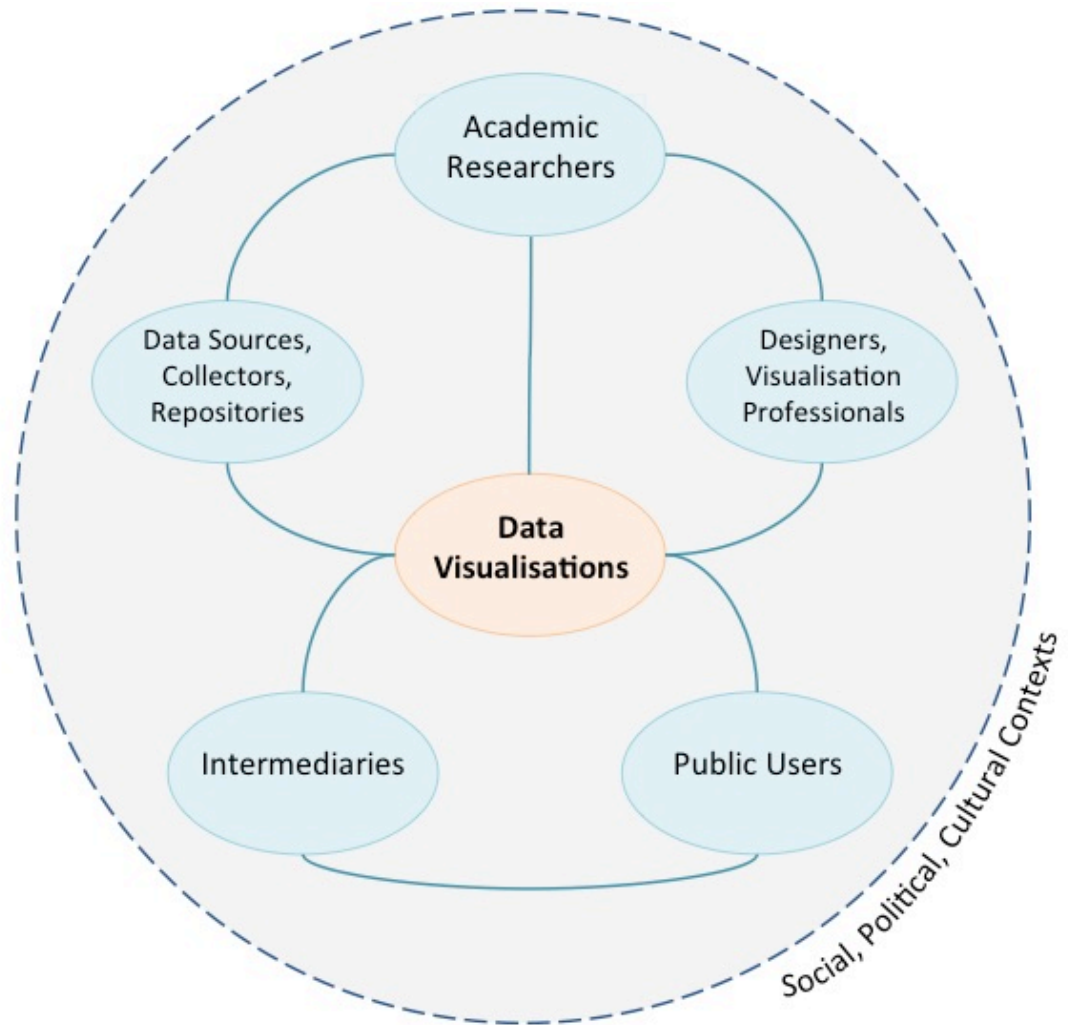 Academic
Researchers
Data Sources,
Collectors,
Repositories
Designers,
Visualisation
Professionals
Data
Visualisations
Intermediaries
Public Users
Social, Political, Cultural Contexts